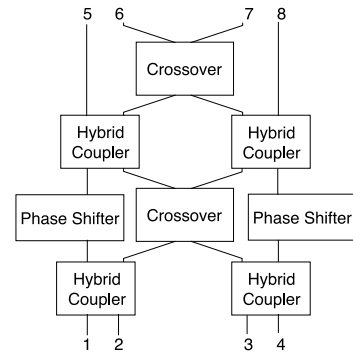 5 6 7 8
Crossover
Hybrid
Coupler
Hybrid
Coupler
Phase Shifter
Crossover
Phase Shifter
Hybrid
Coupler
Hybrid
Coupler
1 2 3 4